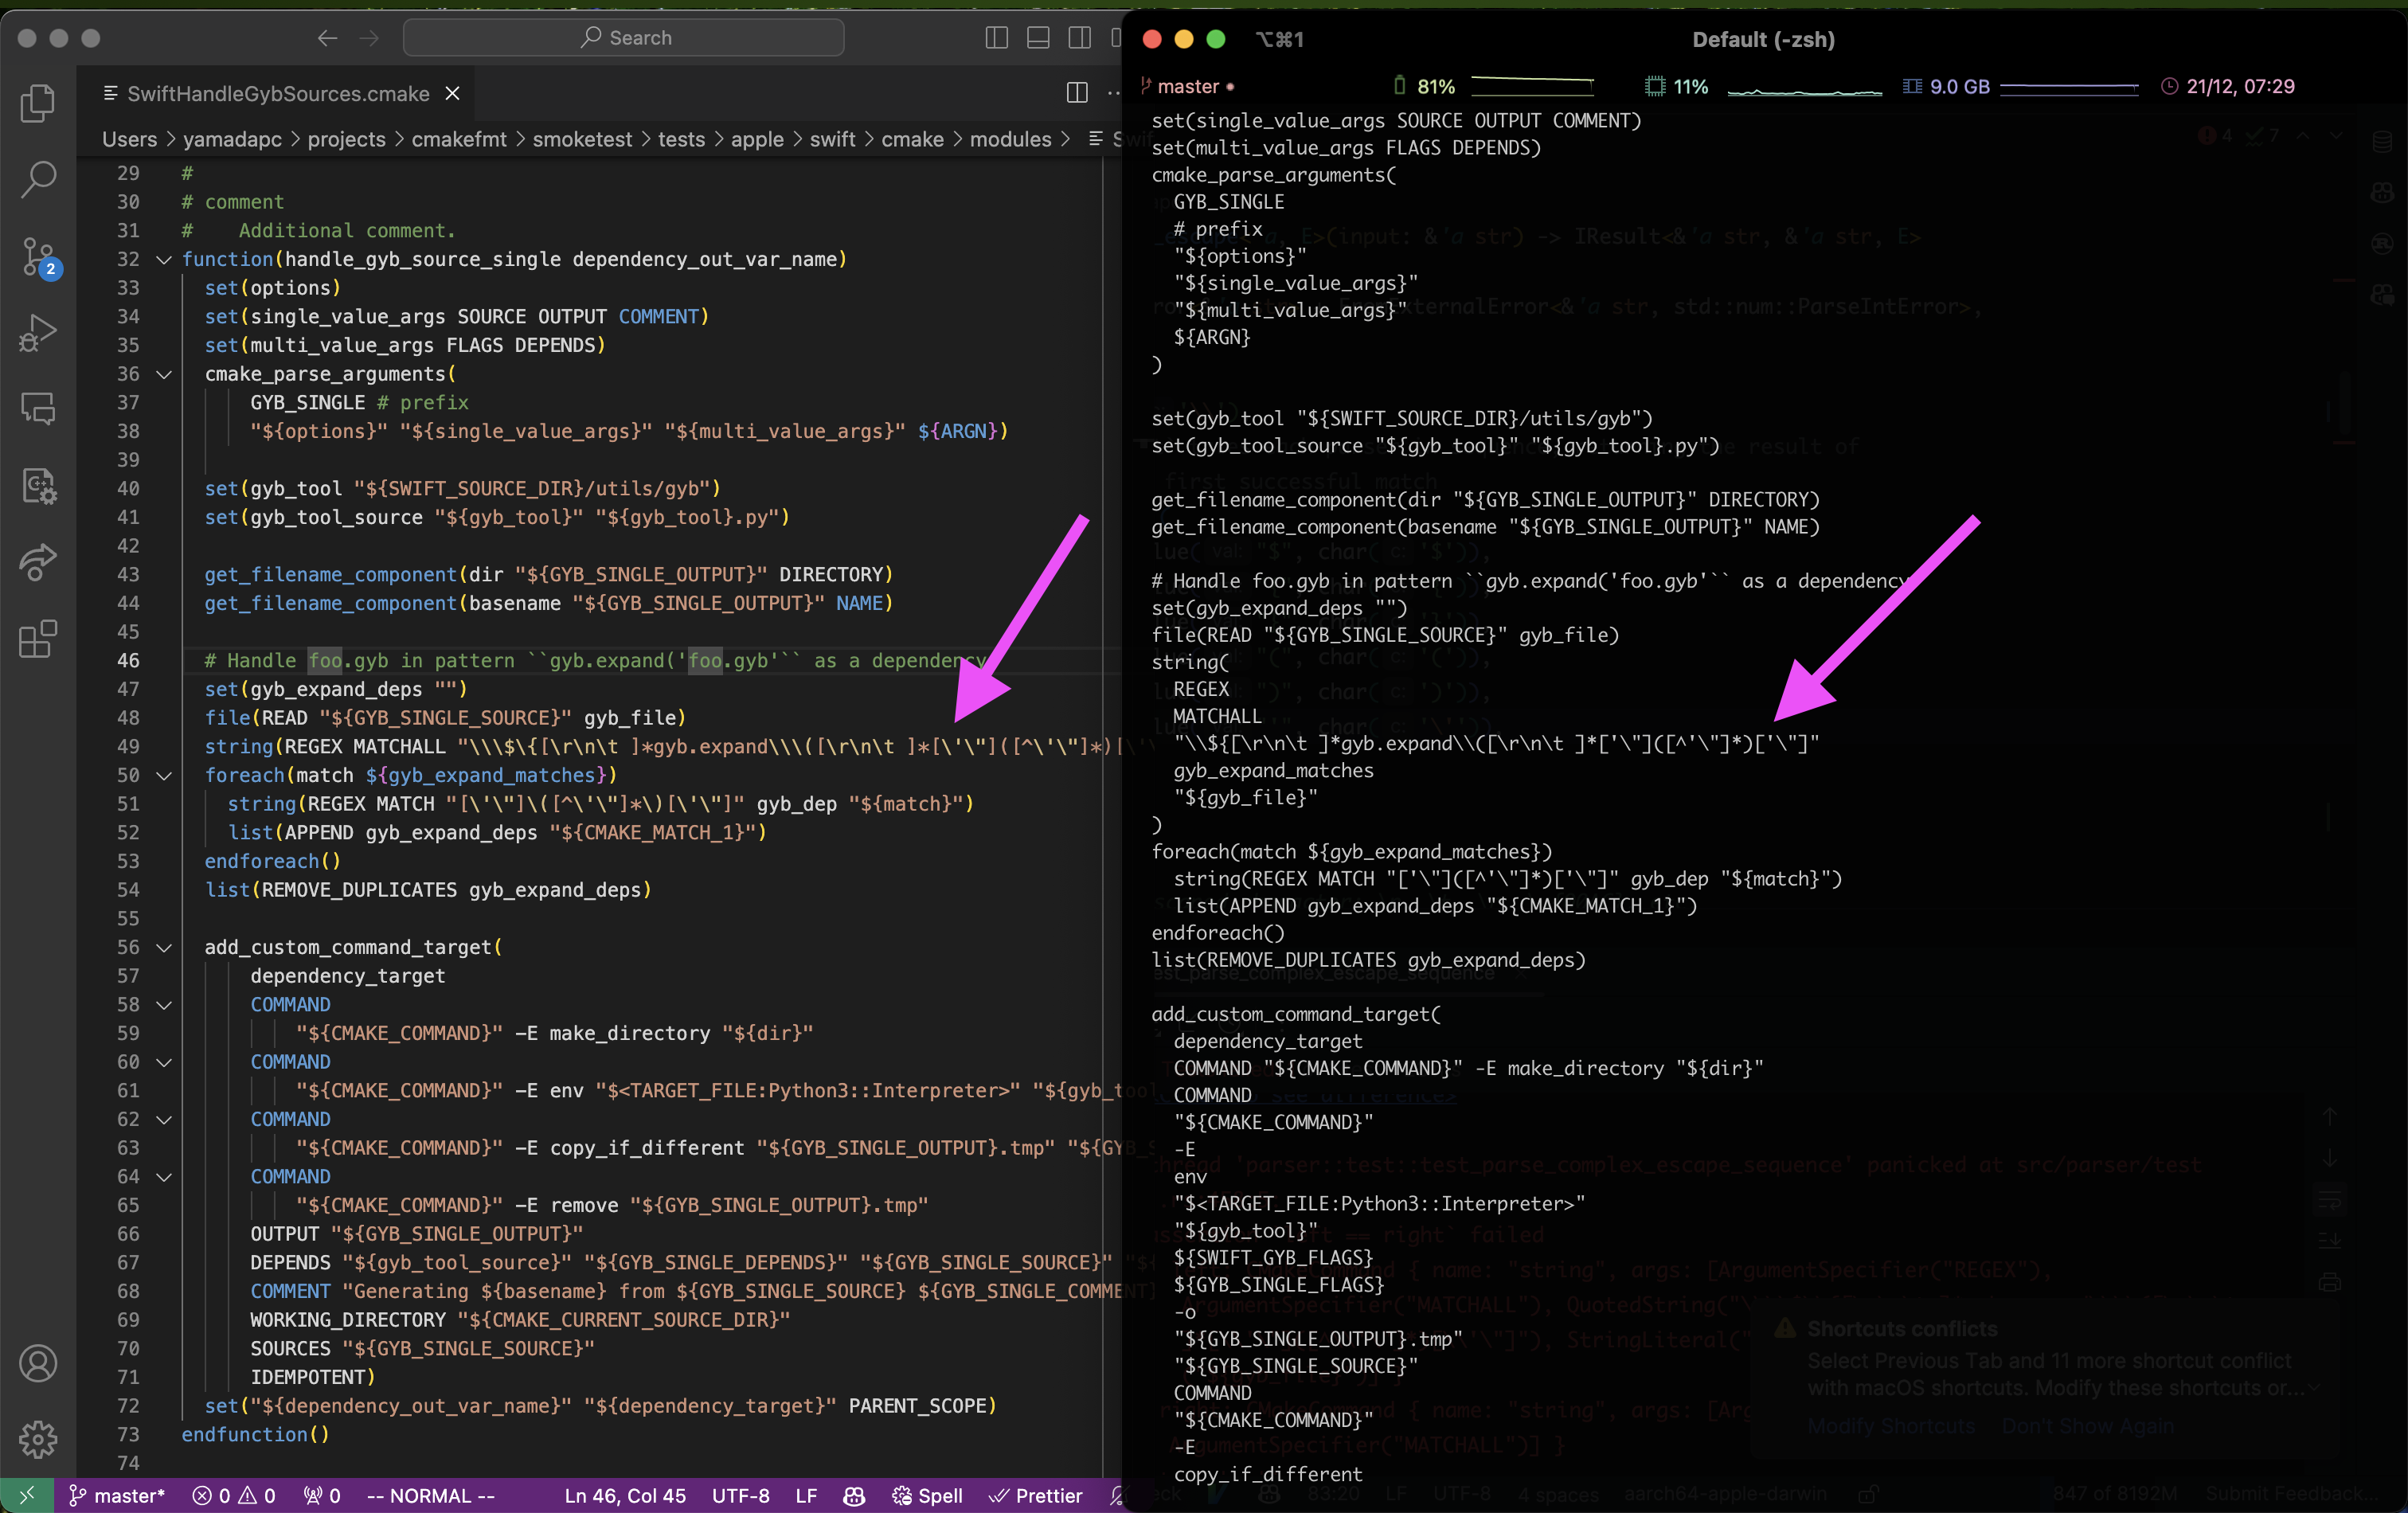 Search
SwiftHandleGybSources.cmake
Users > yamadapc > projects > cmakefmt > smoketest > tests > apple > swift > cmake > modules >
29 #
30 # comment
31 #    Additional comment.
32 function(handle_gyb_source_single dependency_out_var_name)
33   set(options)
34   set(single_value_args SOURCE OUTPUT COMMENT)
35   set(multi_value_args FLAGS DEPENDS)
36   cmake_parse_arguments(
37       GYB_SINGLE # prefix
38       "${options}" "${single_value_args}" "${multi_value_args}" ${ARGN})
39
40   set(gyb_tool "${SWIFT_SOURCE_DIR}/utils/gyb")
41   set(gyb_tool_source "${gyb_tool}" "${gyb_tool}.py")
42
43   get_filename_component(dir "${GYB_SINGLE_OUTPUT}" DIRECTORY)
44   get_filename_component(basename "${GYB_SINGLE_OUTPUT}" NAME)
45
46   # Handle foo.gyb in pattern ``gyb.expand('foo.gyb'`` as a dependency
47   set(gyb_expand_deps "")
48   file(READ "${GYB_SINGLE_SOURCE}" gyb_file)
49   string(REGEX MATCHALL "\\\$\{[\r\n\t ]*gyb.expand\\\([\r\n\t ]*[\'\"]([^\'\"]*)[
50   foreach(match ${gyb_expand_matches})
51     string(REGEX MATCH "[\'\"]\([^\'\"]*\)[\'\"]" gyb_dep "${match}")
52     list(APPEND gyb_expand_deps "${CMAKE_MATCH_1}")
53   endforeach()
54   list(REMOVE_DUPLICATES gyb_expand_deps)
55
56   add_custom_command_target(
57       dependency_target
58       COMMAND
59           "${CMAKE_COMMAND}" -E make_directory "${dir}"
60       COMMAND
61           "${CMAKE_COMMAND}" -E env "$<TARGET_FILE:Python3::Interpreter>" "${gyb_tool
62       COMMAND
63           "${CMAKE_COMMAND}" -E copy_if_different "${GYB_SINGLE_OUTPUT}.tmp" "${GYB_S
64       COMMAND
65           "${CMAKE_COMMAND}" -E remove "${GYB_SINGLE_OUTPUT}.tmp"
66       OUTPUT "${GYB_SINGLE_OUTPUT}"
67       DEPENDS "${gyb_tool_source}" "${GYB_SINGLE_DEPENDS}" "${GYB_SINGLE_SOURCE}" "${
68       COMMENT "Generating ${basename} from ${GYB_SINGLE_SOURCE} ${GYB_SINGLE_COMMENT}
69       WORKING_DIRECTORY "${CMAKE_CURRENT_SOURCE_DIR}"
70       SOURCES "${GYB_SINGLE_SOURCE}"
71       IDEMPOTENT)
72   set("${dependency_out_var_name}" "${dependency_target}" PARENT_SCOPE)
73 endfunction()
74
2
master* 0 0 0 -- NORMAL -- Ln 46, Col 45 UTF-8 LF Spell Prettier
⌥⌘1 Default (-zsh)
master • 81% 11% 9.0 GB 21/12, 07:29
set(single_value_args SOURCE OUTPUT COMMENT)
set(multi_value_args FLAGS DEPENDS)
cmake_parse_arguments(
  GYB_SINGLE
  # prefix
  "${options}"
  "${single_value_args}"
  "${multi_value_args}"
  ${ARGN}
)
set(gyb_tool "${SWIFT_SOURCE_DIR}/utils/gyb")
set(gyb_tool_source "${gyb_tool}" "${gyb_tool}.py")
get_filename_component(dir "${GYB_SINGLE_OUTPUT}" DIRECTORY)
get_filename_component(basename "${GYB_SINGLE_OUTPUT}" NAME)
# Handle foo.gyb in pattern ``gyb.expand('foo.gyb'`` as a dependency
set(gyb_expand_deps "")
file(READ "${GYB_SINGLE_SOURCE}" gyb_file)
string(
  REGEX
  MATCHALL
  "\\${[\r\n\t ]*gyb.expand\\([\r\n\t ]*['\"]([^'\"]*)['\"]"
  gyb_expand_matches
  "${gyb_file}"
)
foreach(match ${gyb_expand_matches})
  string(REGEX MATCH "['\"]([^'\"]*)['\"]" gyb_dep "${match}")
  list(APPEND gyb_expand_deps "${CMAKE_MATCH_1}")
endforeach()
list(REMOVE_DUPLICATES gyb_expand_deps)
add_custom_command_target(
  dependency_target
  COMMAND "${CMAKE_COMMAND}" -E make_directory "${dir}"
  COMMAND
  "${CMAKE_COMMAND}"
  -E
  env
  "$<TARGET_FILE:Python3::Interpreter>"
  "${gyb_tool}"
  ${SWIFT_GYB_FLAGS}
  ${GYB_SINGLE_FLAGS}
  -o
  "${GYB_SINGLE_OUTPUT}.tmp"
  "${GYB_SINGLE_SOURCE}"
  COMMAND
  "${CMAKE_COMMAND}"
  -E
  copy_if_different
Shortcuts conflicts
Select Previous Tab and 11 more shortcut conflict
with macOS shortcuts. Modify these shortcuts or...
Modify Shortcuts Don't Show Again